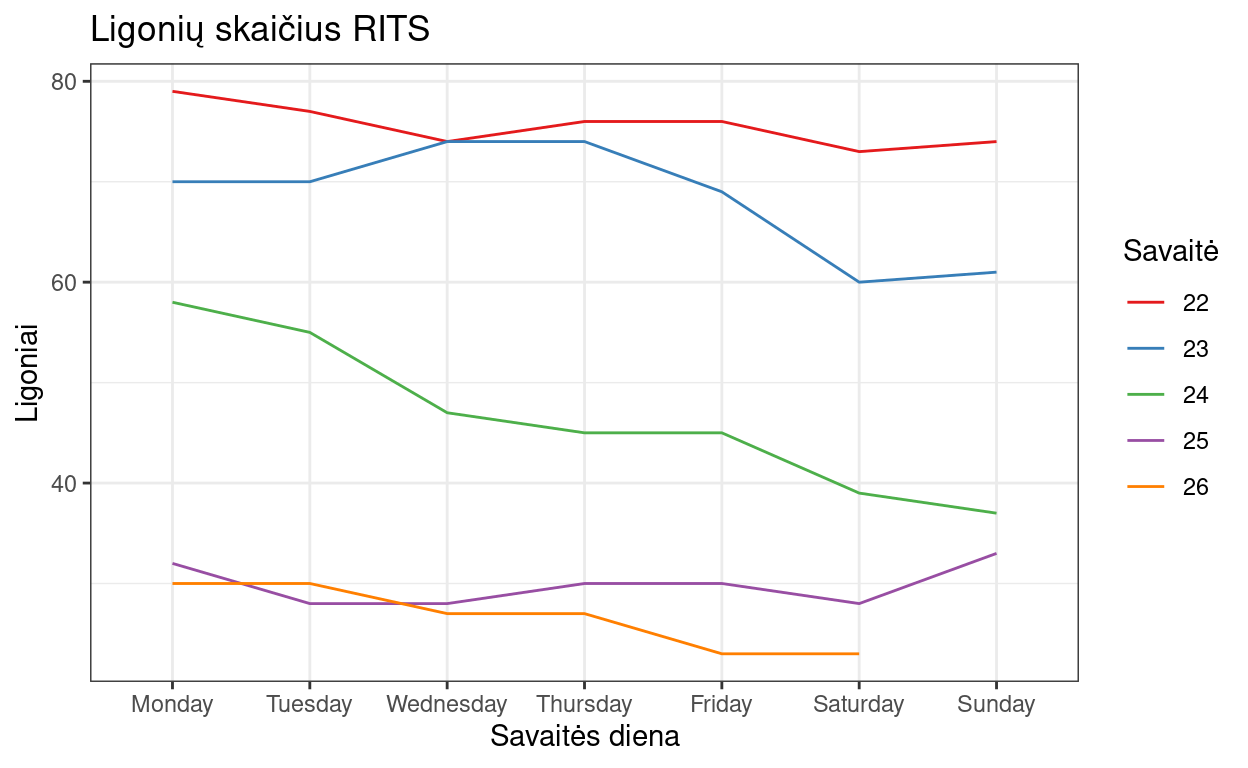 Ligonių skaičius RITS
80
60
40
Ligoniai
Monday Tuesday Wednesday Thursday Friday Saturday Sunday
Savaitės diena
Savaitė
22
23
24
25
26